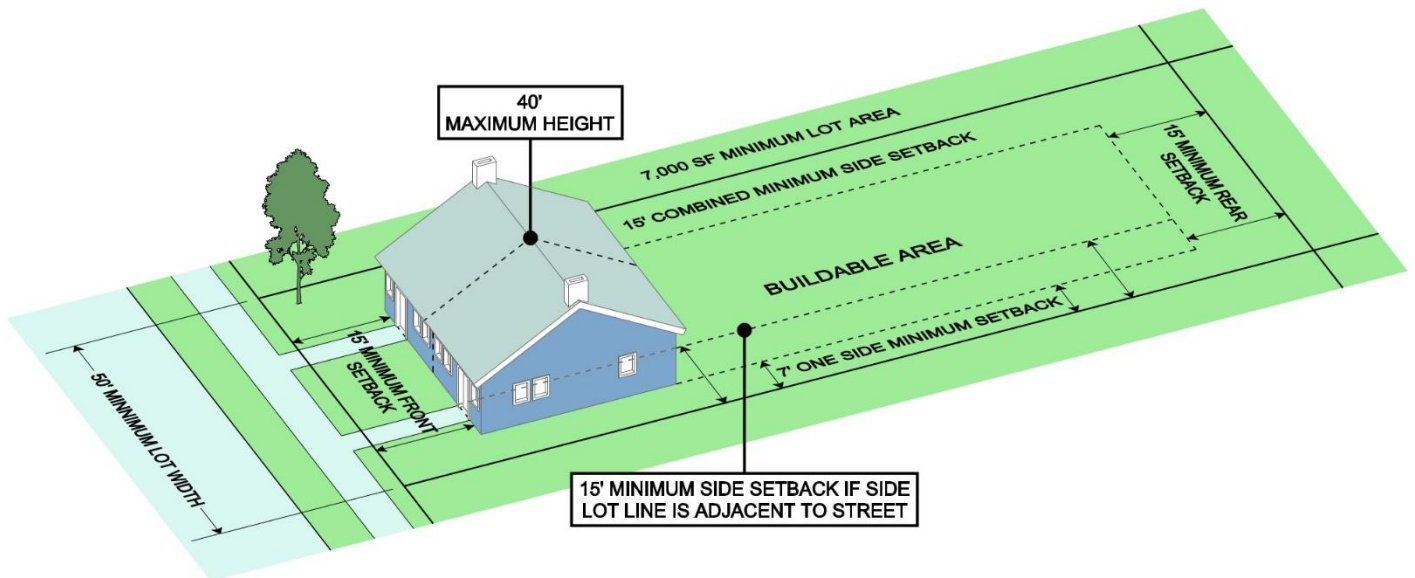 40'
MAXIMUM HEIGHT
7,000 SF MINIMUM LOT AREA
15' COMBINED MINIMUM SIDE SETBACK
15' MINIMUM REAR
SETBACK
BUILDABLE AREA
7' ONE SIDE MINIMUM SETBACK
15' MINIMUM FRONT
SETBACK
50' MINNIMUM LOT WIDTH
15' MINIMUM SIDE SETBACK IF SIDE
LOT LINE IS ADJACENT TO STREET